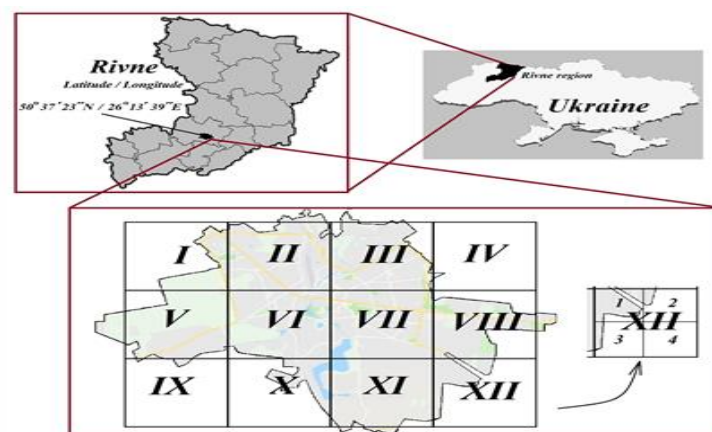 Rivne
Latitude / Longitude
50° 37´23˝N / 26°13´39˝E
Rivne region
Ukraine
I II III IV
V VI VII VIII
IX X XI XII
1 2
XII
3 4